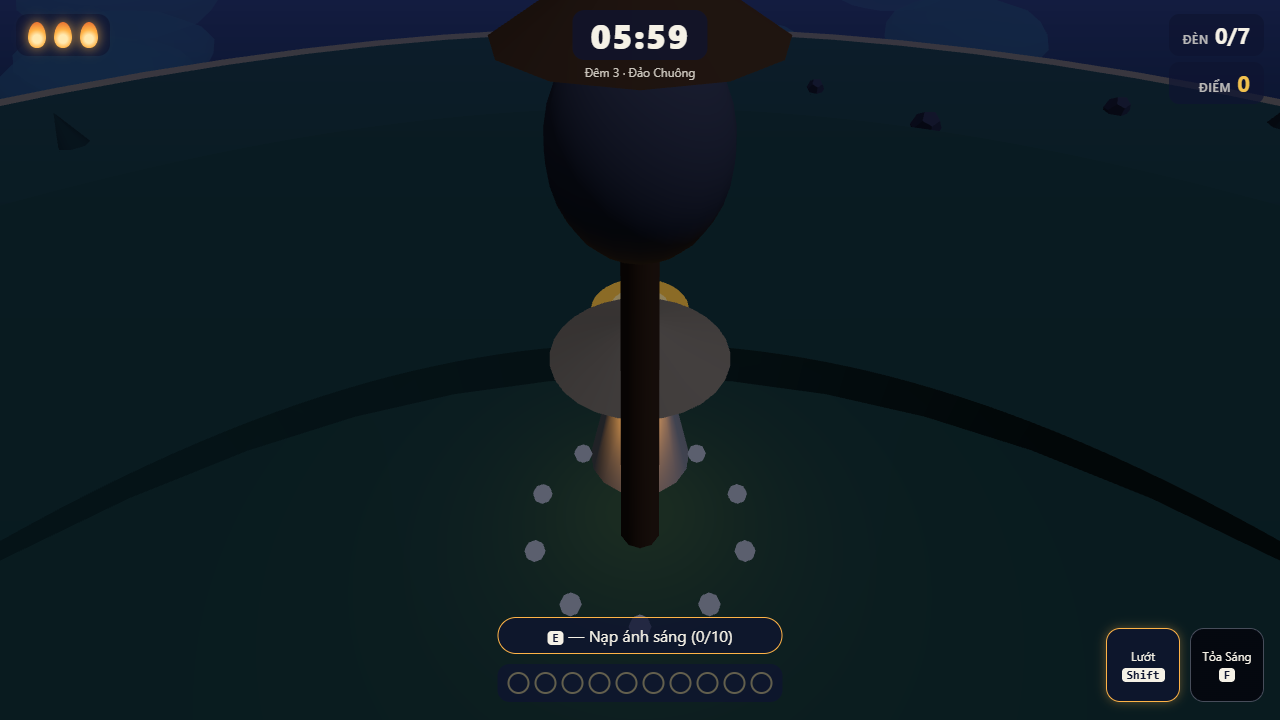 05:59
Đêm 3 · Đảo Chuông
ĐÈN 0/7
ĐIỂM 0
E — Nạp ánh sáng (0/10)
Lướt
Shift
Tỏa Sáng
F